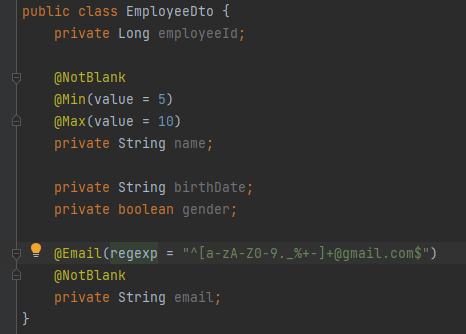 public class EmployeeDto {
private Long employeeId;
@NotBlank
@Min(value = 5)
@Max(value = 10)
private String name;
private String birthDate;
private boolean gender;
@Email(regexp = "^[a-zA-Z0-9._%+-]+@gmail.com$")
@NotBlank
private String email;
}